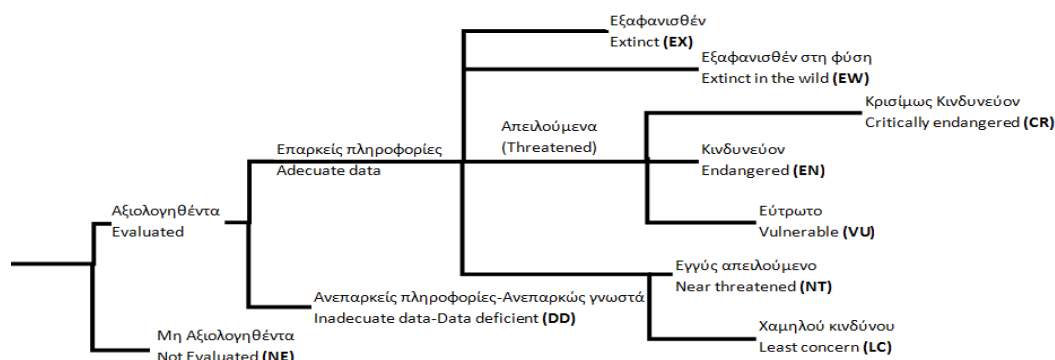 Εξαφανισθέν
Extinct (EX)
Εξαφανισθέν στη φύση
Extinct in the wild (EW)
Κρισίμως Κινδυνεύον
Critically endangered (CR)
Απειλούμενα
(Threatened)
Επαρκείς πληροφορίες
Adecuate data
Κινδυνεύον
Endangered (EN)
Αξιολογηθέντα
Evaluated
Εύτρωτο
Vulnerable (VU)
Εγγύς απειλούμενο
Near threatened (NT)
Ανεπαρκείς πληροφορίες-Ανεπαρκώς γνωστά
Inadecuate data-Data deficient (DD)
Μη Αξιολογηθέντα
Not Evaluated (NE)
Χαμηλού κινδύνου
Least concern (LC)